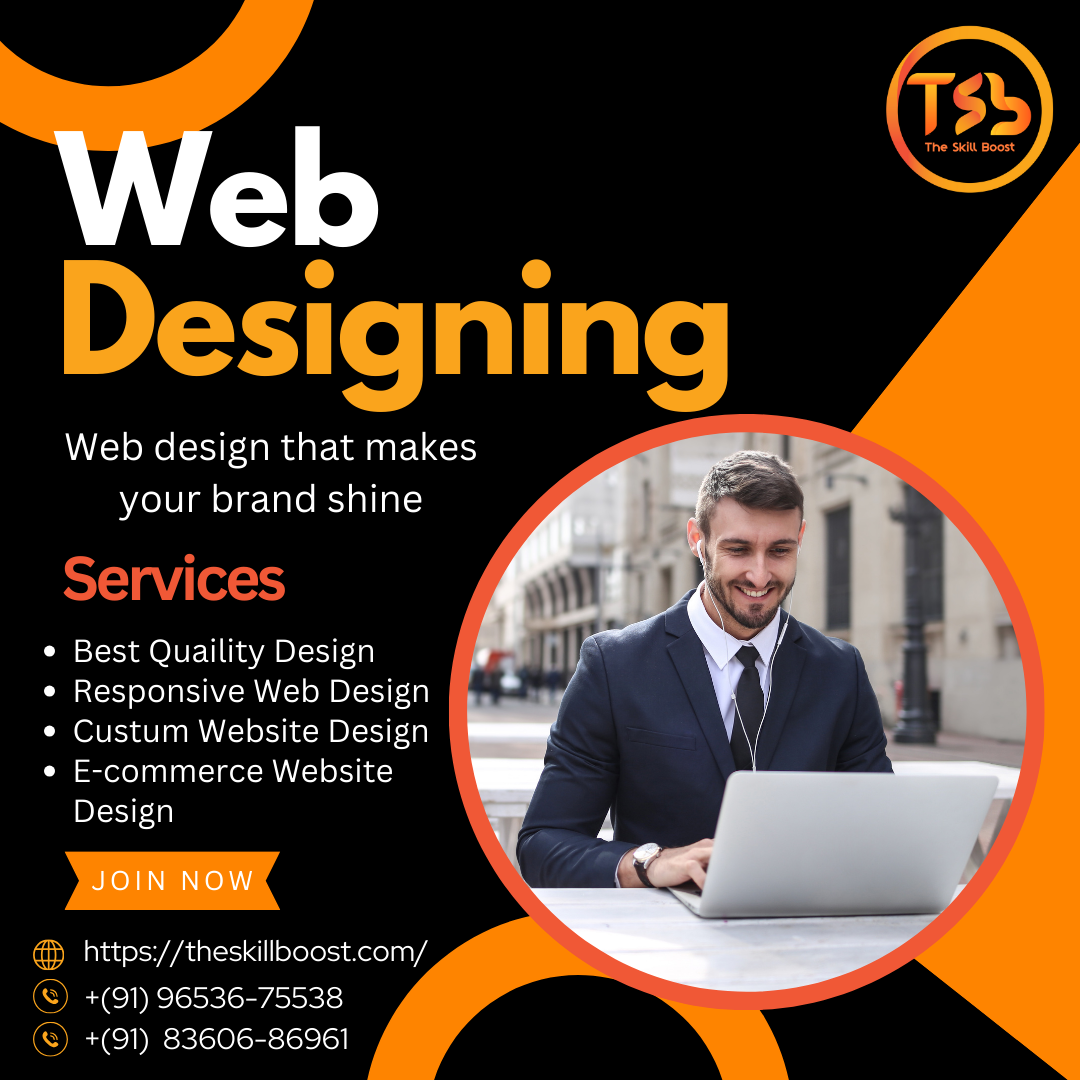 TSb
The Skill Boost
Web
Designing
Web design that makes
your brand shine
Services
• Best Quaility Design
• Responsive Web Design
• Custum Website Design
• E-commerce Website
Design
JOIN NOW
https://theskillboost.com/
+(91) 96536-75538
+(91) 83606-86961